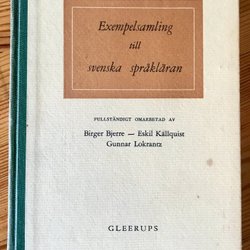 Exempelsamling
till
svenska språkläran
FULLSTÄNDIGT OMARBETAD AV
Birger Bjerre — Eskil Källquist
Gunnar Lokrantz
GLEERUPS